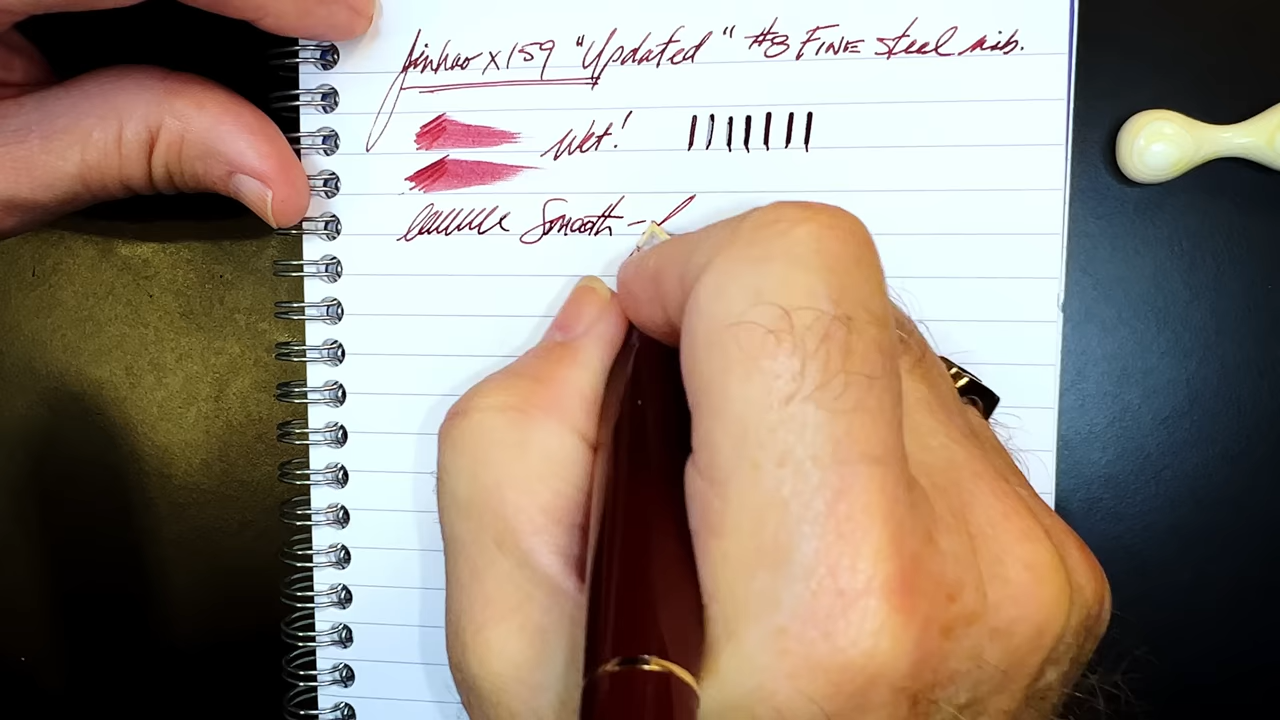 Jinhao x159 "Updated" #8 FINE steel nib.
Wet!
Smooth -